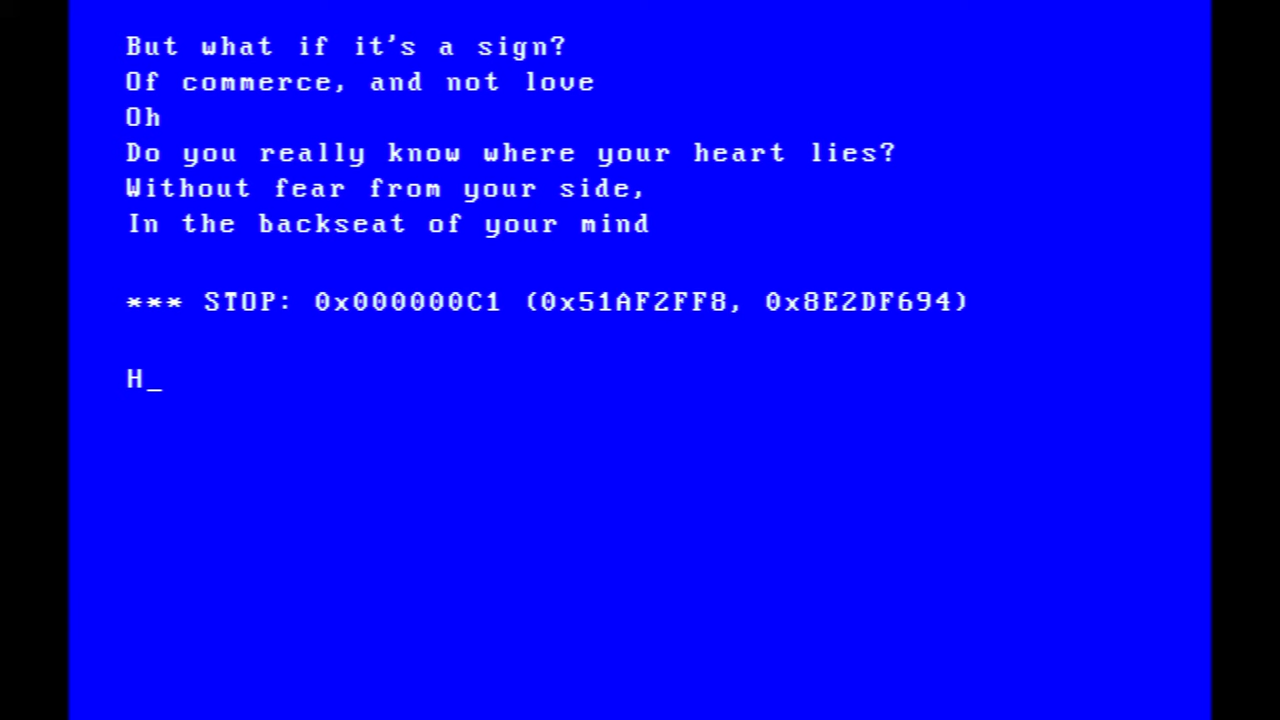 But what if it's a sign?
Of commerce, and not love
Oh
Do you really know where your heart lies?
Without fear from your side,
In the backseat of your mind
*** STOP: 0x000000C1 (0x51AF2FF8, 0x8E2DF694)
H_